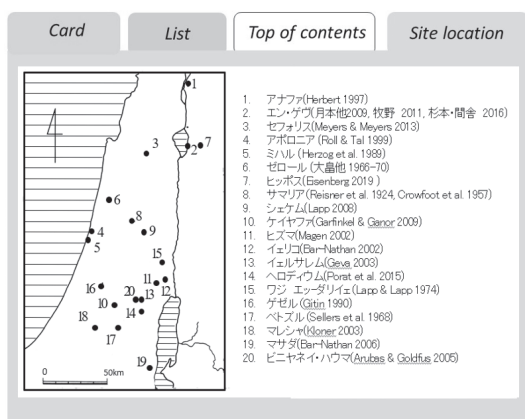 Card
List
Top of contents
Site location
1
2
7
3
6
8
4
9
5
15
11
12
16
20
13
10
14
18
17
19
0
50km
1. アナファ(Herbert 1997)
2. エン・ゲヴ(月本他2009, 牧野 2011, 杉本・間舎 2016)
3. セフォリス(Meyers & Meyers 2013)
4. アポロニア (Roll & Tal 1999)
5. ミハル (Herzog et al. 1989)
6. ゼロール (大畠他 1966-70)
7. ヒッポス(Eisenberg 2019 )
8. サマリア(Reisner et al. 1924, Crowfoot et al. 1957)
9. シェケム(Lapp 2008)
10. ケイヤファ(Garfinkel & Ganor 2009)
11. ヒズマ(Magen 2002)
12. イェリコ(Bar-Nathan 2002)
13. イェルサレム(Geva 2003)
14. ヘロディウム(Porat et al. 2015)
15. ワジ エッダリイェ(Lapp & Lapp 1974)
16. ゲゼル(Gitin 1990)
17. ベトズル(Sellers et al. 1968)
18. マレシャ(Kloner 2003)
19. マサダ(Bar-Nathan 2006)
20. ビニヤネイ・ハウマ(Arubas & Goldfus 2005)